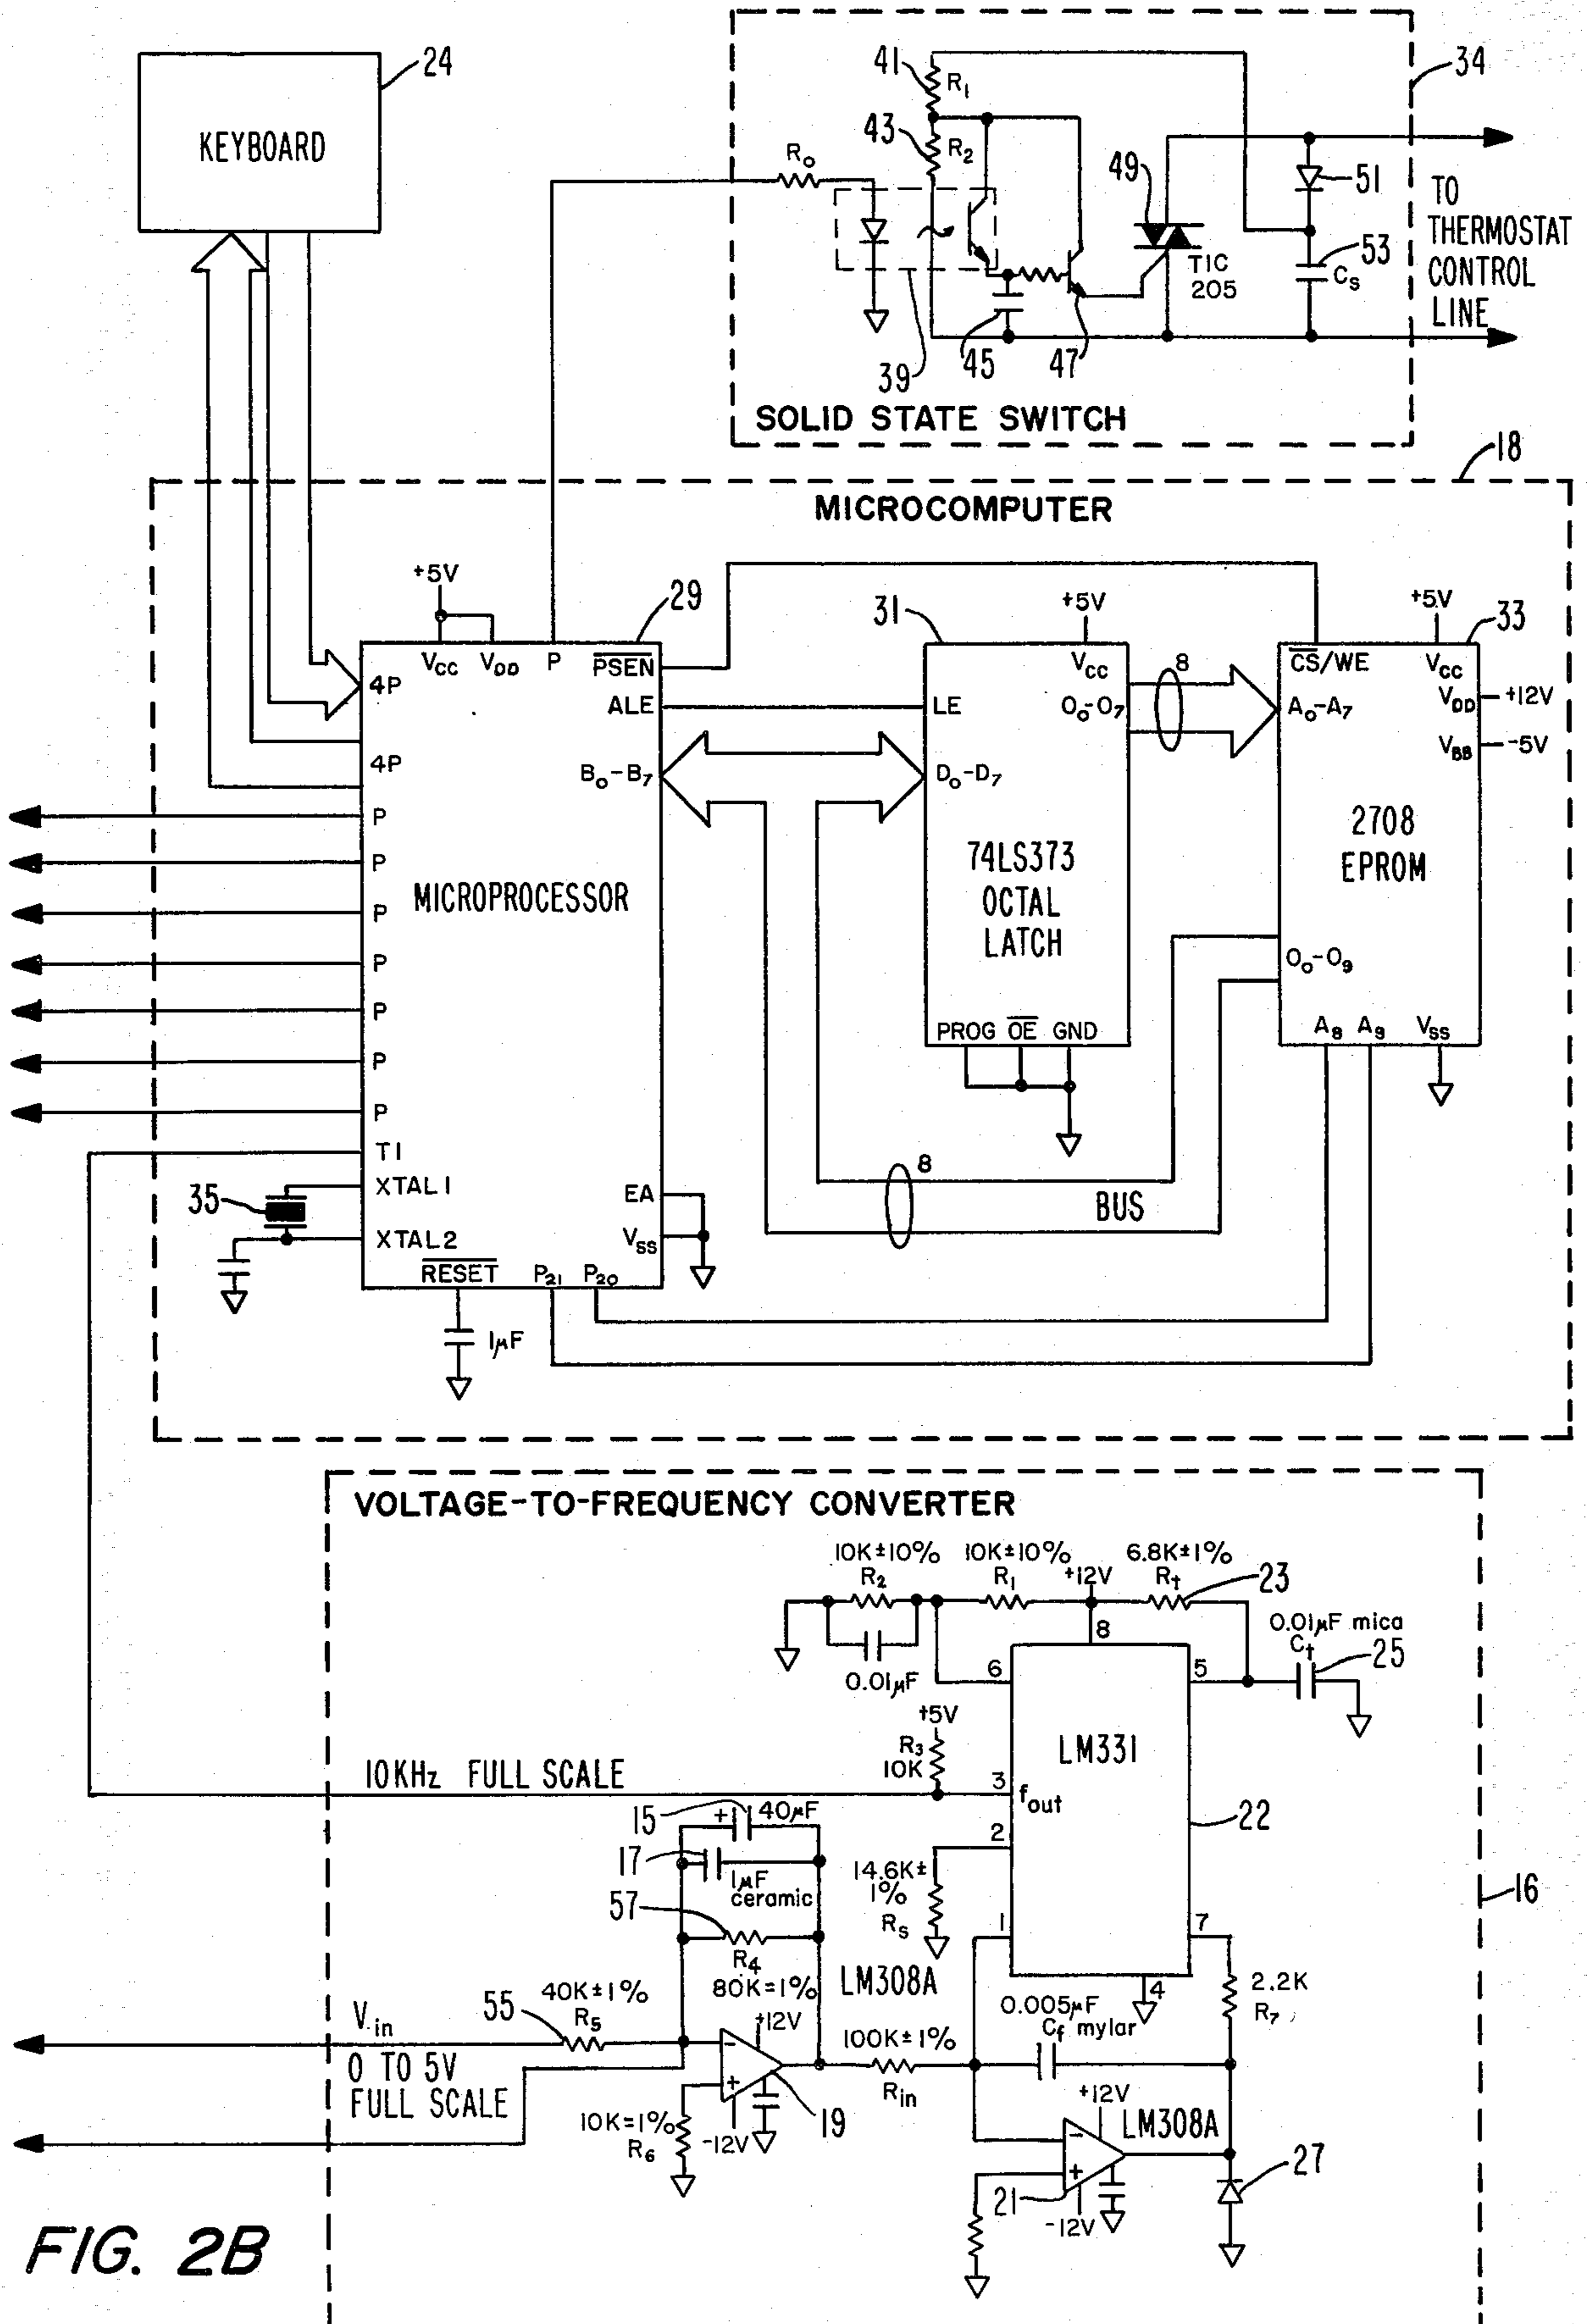 24
KEYBOARD
41
R1
43
R2
Ro
49
TIC
205
51
53
Cs
34
TO
THERMOSTAT
CONTROL
LINE
39
45
47
SOLID STATE SWITCH
18
MICROCOMPUTER
+5V
29
31
+5V
+5V
33
VCC
VDD
P
PSEN
4P
ALE
4P
B0-B7
P
P
P
P
P
P
P
MICROPROCESSOR
T1
XTAL1
XTAL2
35
RESET
P21
P20
EA
VSS
1µF
VCC
LE
O0-O7
8
D0-D7
74LS373
OCTAL
LATCH
PROG
OE
GND
CS/WE
VCC
VDD
+12V
A0-A7
VBB
-5V
2708
EPROM
O0-O9
A8
A9
VSS
8
BUS
VOLTAGE-TO-FREQUENCY CONVERTER
10K±10%
R2
10K±10%
R1
+12V
6.8K±1%
Rt
23
0.01µF mica
Ct
25
0.01µF
8
6
5
+5V
R3
10K
LM331
10KHz FULL SCALE
3
fout
22
15
+
40µF
2
17
1µF
ceramic
14.6K±
1%
Rs
16
57
R4
80K=1%
1
7
LM308A
4
2.2K
R7
55
40K±1%
R5
Vin
0 TO 5V
FULL SCALE
+12V
-
+
10K=1%
R6
-12V
19
100K±1%
Rin
0.005µF
Cf mylar
+12V
LM308A
-
+
21
-12V
27
FIG. 2B